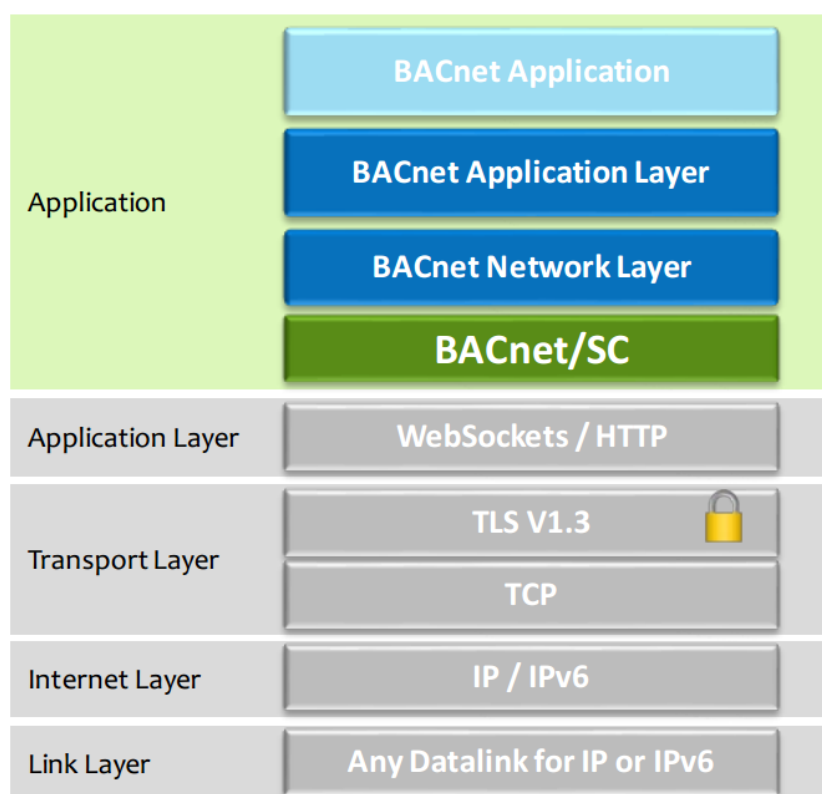 BACnet Application
Application
BACnet Application Layer
BACnet Network Layer
BACnet/SC
Application Layer
WebSockets / HTTP
Transport Layer
TLS V1.3
TCP
Internet Layer
IP / IPv6
Link Layer
Any Datalink for IP or IPv6